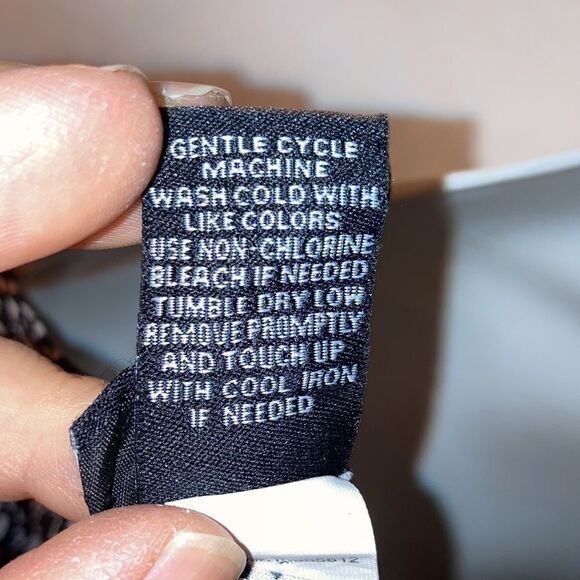 GENTLE CYCLE
MACHINE
WASH COLD WITH
LIKE COLORS
USE NON-CHLORINE
BLEACH IF NEEDED
TUMBLE DRY LOW
REMOVE PROMPTLY
AND TOUCH UP
WITH COOL IRON
IF NEEDED